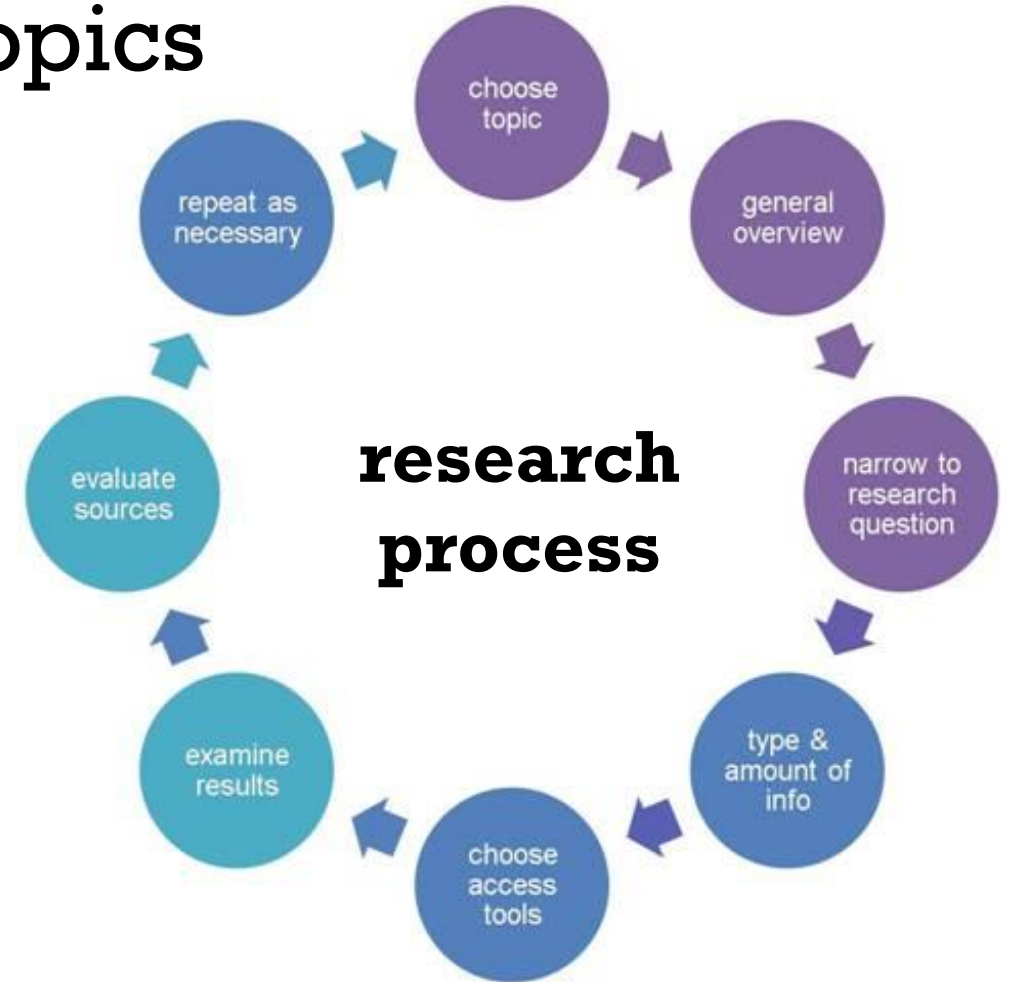 opics
choose
topic
general
overview
narrow to
research
question
type &
amount of
info
choose
access
tools
examine
results
evaluate
sources
repeat as
necessary
research
process